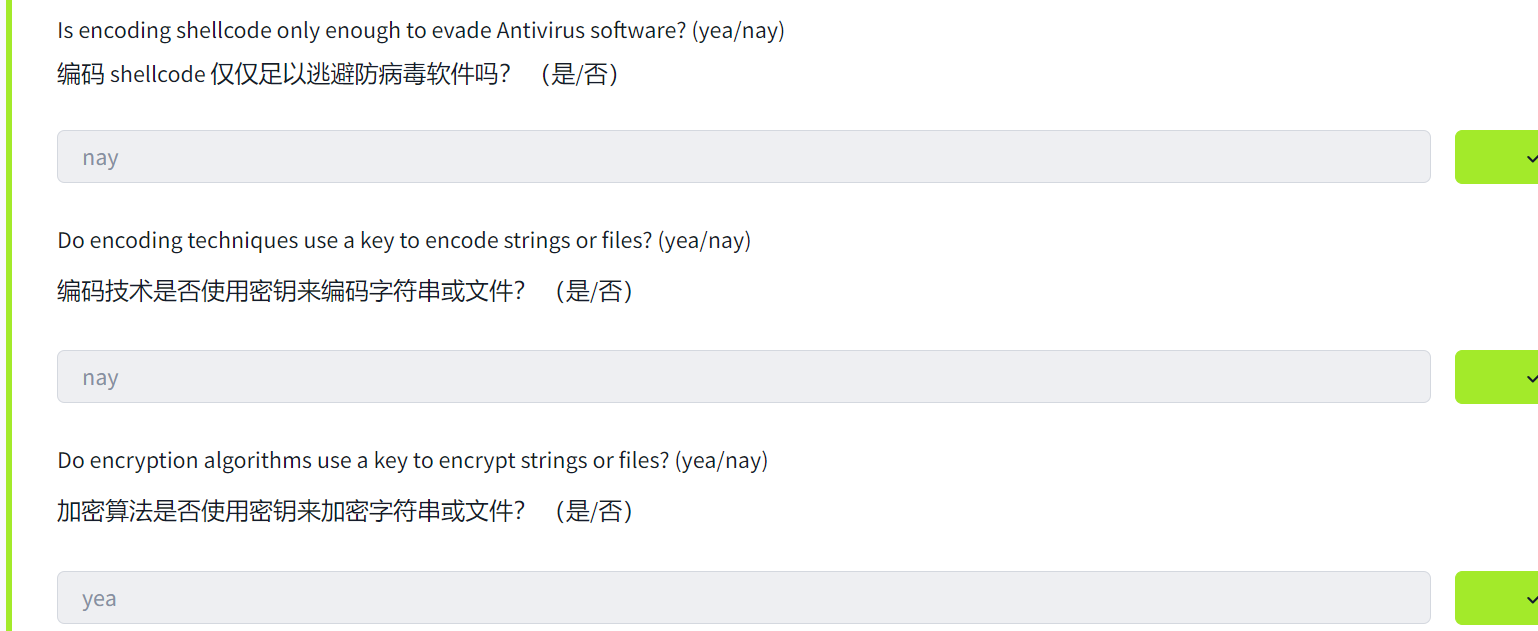 Is encoding shellcode only enough to evade Antivirus software? (yea/nay)
编码 shellcode 仅仅足以逃避防病毒软件吗？ （是/否）
nay
Do encoding techniques use a key to encode strings or files? (yea/nay)
编码技术是否使用密钥来编码字符串或文件？ （是/否）
nay
Do encryption algorithms use a key to encrypt strings or files? (yea/nay)
加密算法是否使用密钥来加密字符串或文件？ （是/否）
yea